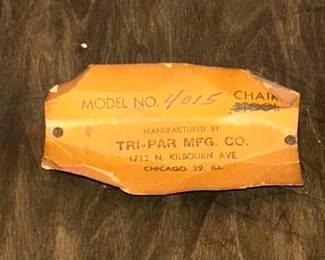 MODEL NO. 4015 CHAIR
STOOL
MANUFACTURED BY
TRI-PAR MFG. CO.
1712 N. KILBOURN AVE.
CHICAGO 39, ILL.